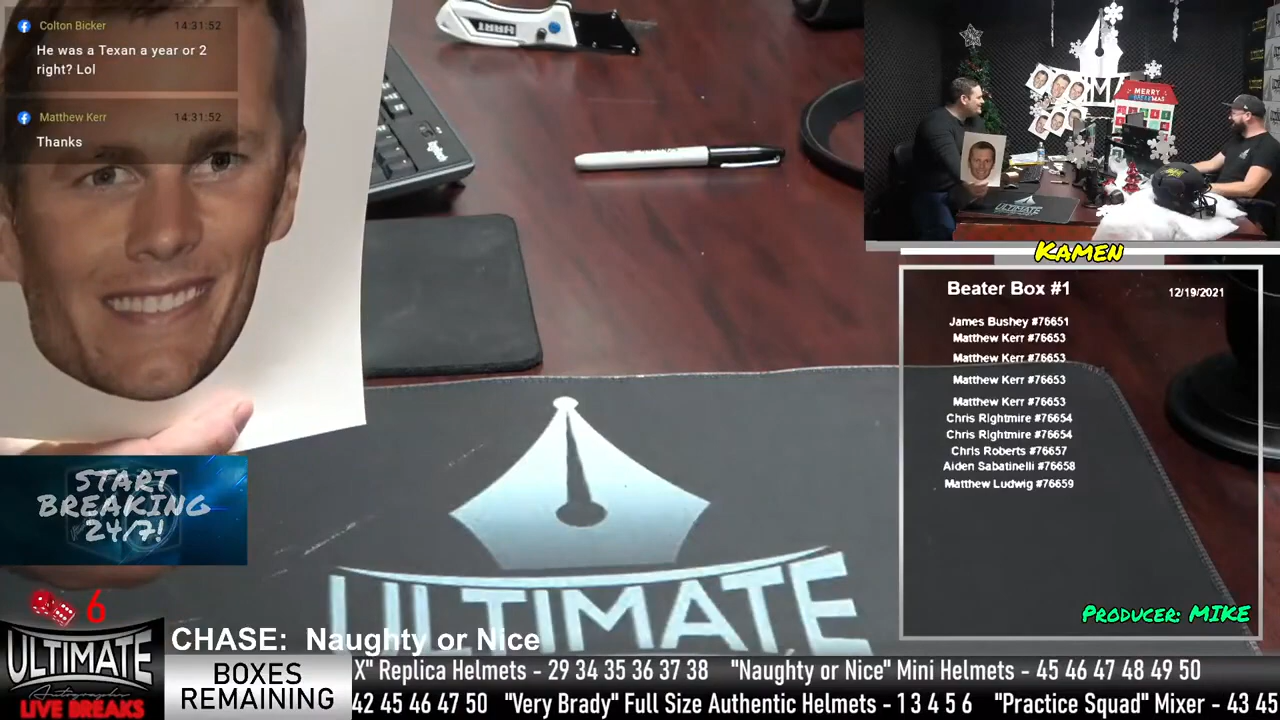 Colton Bicker 14:31:52
He was a Texan a year or 2
right? Lol
Matthew Kerr 14:31:52
Thanks
MERRY
BREAKMAS
ULTIMATE
KAMEN
Beater Box #1
12/19/2021
James Bushey #76651
Matthew Kerr #76653
Matthew Kerr #76653
Matthew Kerr #76653
Matthew Kerr #76653
Chris Rightmire #76654
Chris Rightmire #76654
Chris Roberts #76657
Aiden Sabatinelli #76658
Matthew Ludwig #76659
PRODUCER: MIKE
START
BREAKING
24/7!
ULTIMATE
6
ULTIMATE
Autographs
LIVE BREAKS
CHASE: Naughty or Nice
BOXES
REMAINING
X" Replica Helmets - 29 34 35 36 37 38 "Naughty or Nice" Mini Helmets - 45 46 47 48 49 50
42 45 46 47 50 "Very Brady" Full Size Authentic Helmets - 1 3 4 5 6 "Practice Squad" Mixer - 43 45